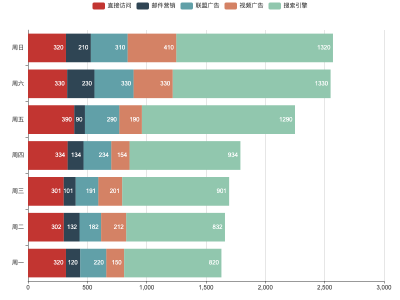 直接访问 邮件营销 联盟广告 视频广告 搜索引擎
周日 320 210 310 410 1320
周六 330 230 330 330 1330
周五 390 90 290 190 1290
周四 334 134 234 154 934
周三 301 101 191 201 901
周二 302 132 182 212 832
周一 320 120 220 150 820
0 500 1,000 1,500 2,000 2,500 3,000